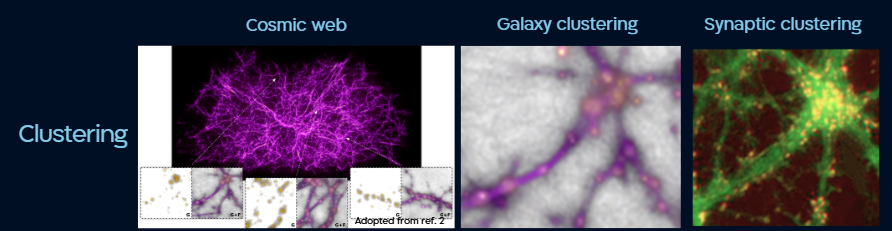 Cosmic web
Galaxy clustering
Synaptic clustering
Clustering
G
G+F
G
G+F
G
G+F
Adopted from ref. 2